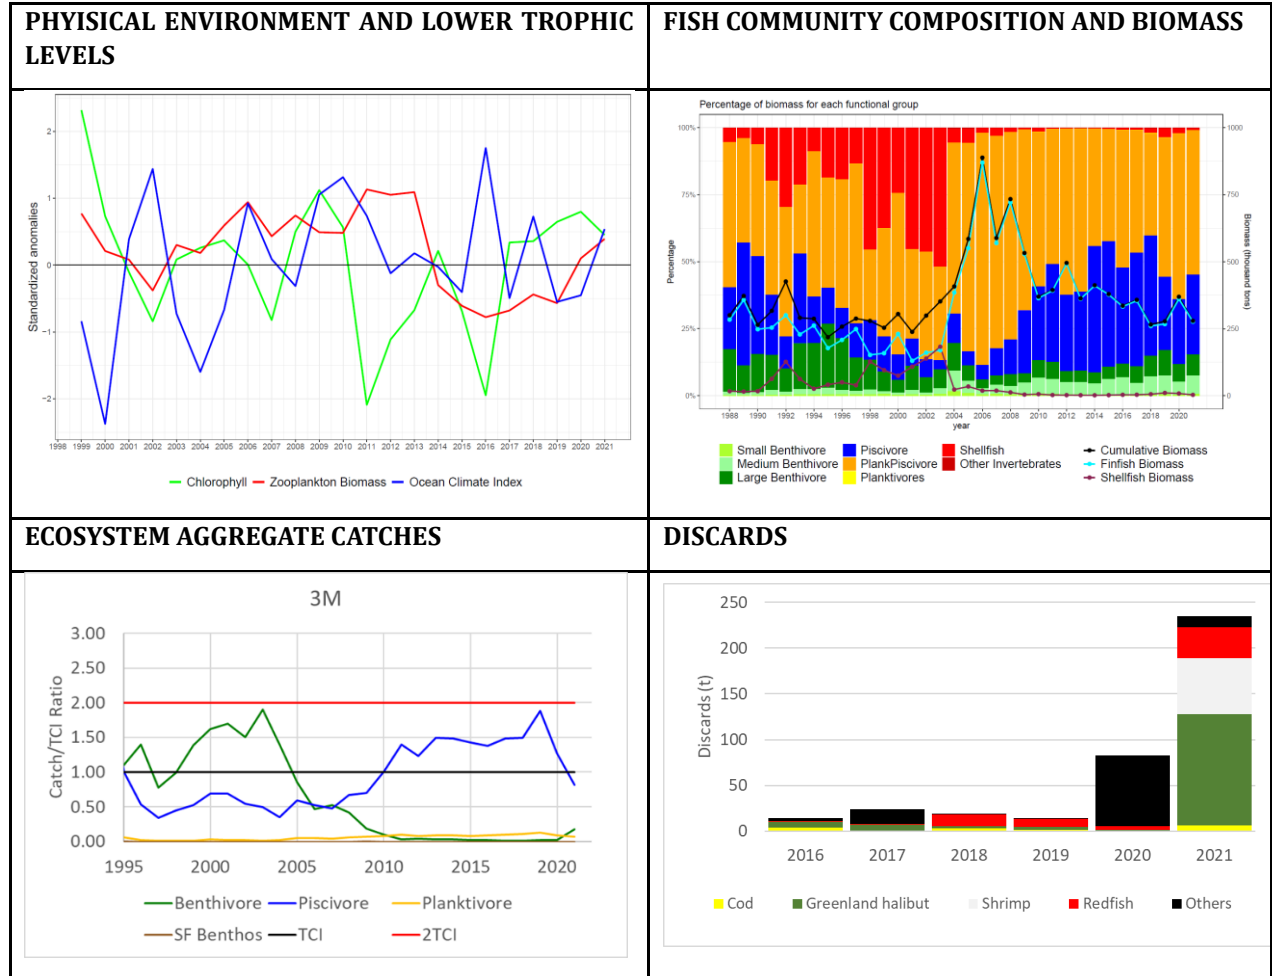 PHYISICAL ENVIRONMENT AND LOWER TROPHIC
LEVELS
FISH COMMUNITY COMPOSITION AND BIOMASS
2
1
0
−1
−2
Standardized anomalies
1998 1999 2000 2001 2002 2003 2004 2005 2006 2007 2008 2009 2010 2011 2012 2013 2014 2015 2016 2017 2018 2019 2020 2021
Chlorophyll Zooplankton Biomass Ocean Climate Index
Percentage of biomass for each functional group
100%
75%
50%
25%
0%
Percentage
1000
750
500
250
0
Biomass (thousand tons)
1988 1990 1992 1994 1996 1998 2000 2002 2004 2006 2008 2010 2012 2014 2016 2018 2020
year
Small Benthivore Piscivore Shellfish Cumulative Biomass
Medium Benthivore PlankPiscivore Other Invertebrates Finfish Biomass
Large Benthivore Planktivores Shellfish Biomass
ECOSYSTEM AGGREGATE CATCHES
DISCARDS
3M
3.00
2.50
2.00
1.50
1.00
0.50
0.00
Catch/TCI Ratio
1995 2000 2005 2010 2015 2020
Benthivore Piscivore Planktivore
SF Benthos TCI 2TCI
250
200
150
100
50
0
Discards (t)
2016 2017 2018 2019 2020 2021
Cod Greenland halibut Shrimp Redfish Others